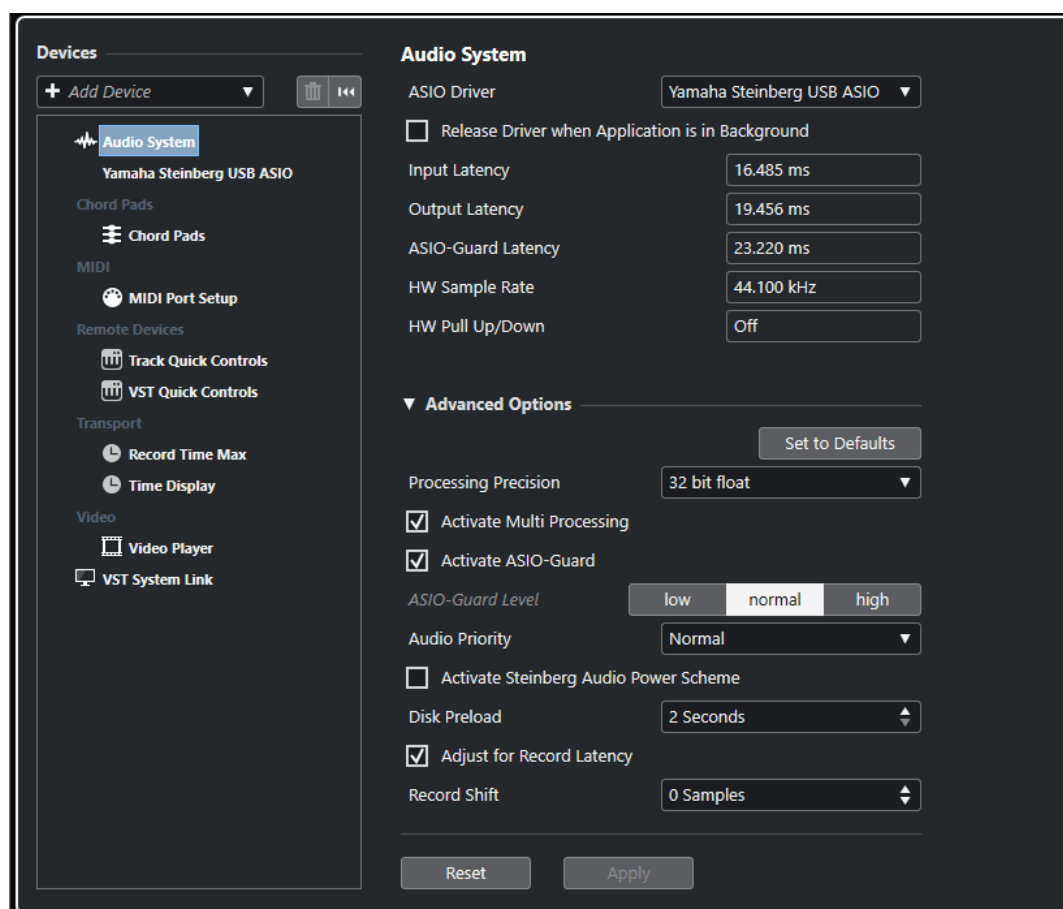 Devices
+ Add Device
Audio System
Yamaha Steinberg USB ASIO
Chord Pads
Chord Pads
MIDI
MIDI Port Setup
Remote Devices
Track Quick Controls
VST Quick Controls
Transport
Record Time Max
Time Display
Video
Video Player
VST System Link
Audio System
ASIO Driver Yamaha Steinberg USB ASIO
Release Driver when Application is in Background
Input Latency 16.485 ms
Output Latency 19.456 ms
ASIO-Guard Latency 23.220 ms
HW Sample Rate 44.100 kHz
HW Pull Up/Down Off
Advanced Options
Set to Defaults
Processing Precision 32 bit float
Activate Multi Processing
Activate ASIO-Guard
ASIO-Guard Level low normal high
Audio Priority Normal
Activate Steinberg Audio Power Scheme
Disk Preload 2 Seconds
Adjust for Record Latency
Record Shift 0 Samples
Reset Apply